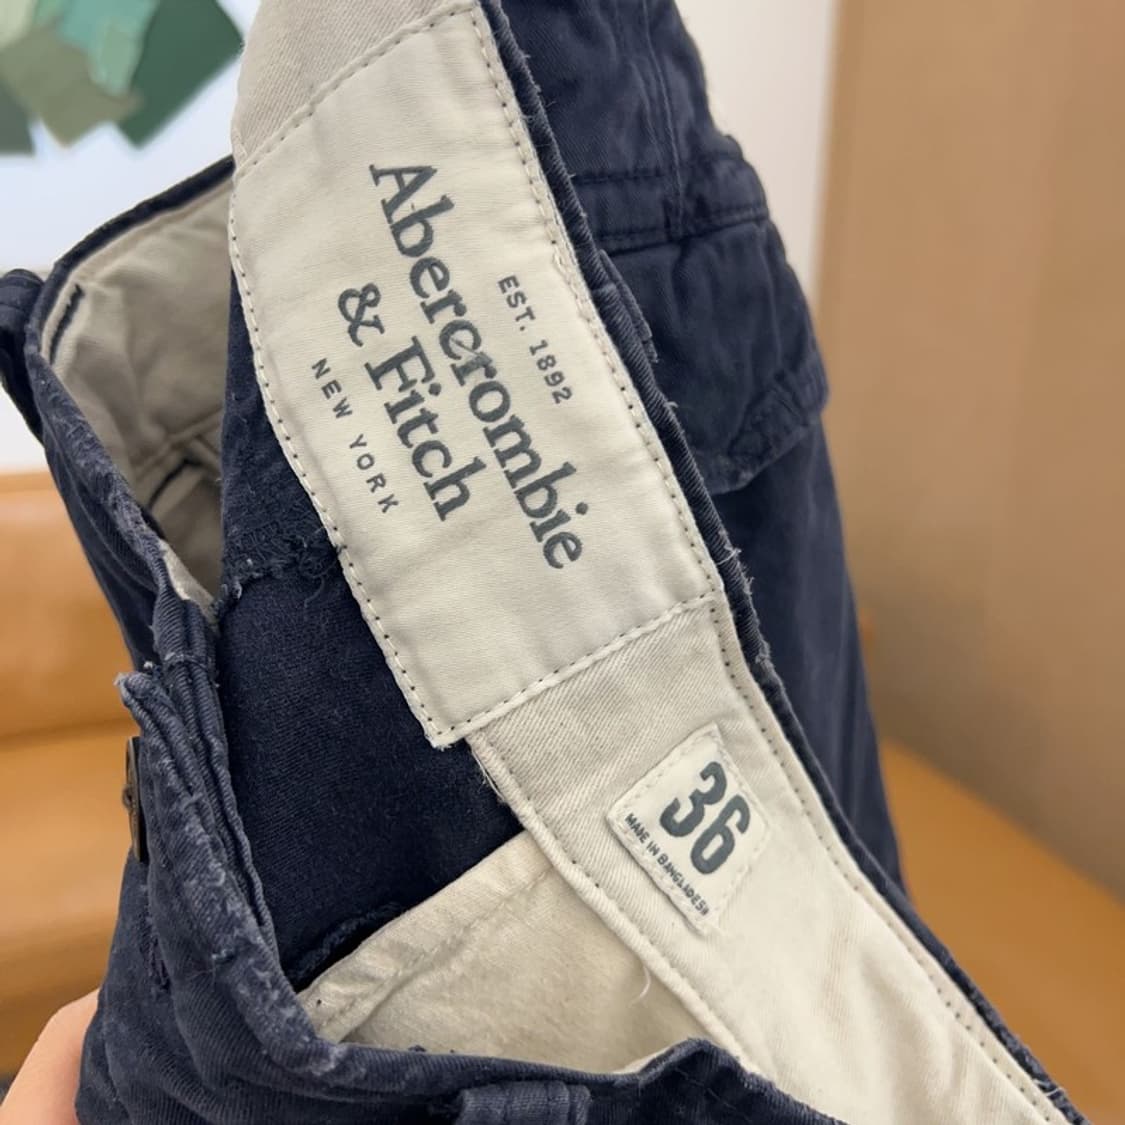 EST. 1892
Abercrombie
& Fitch
NEW YORK
36
MADE IN BANGLADESH